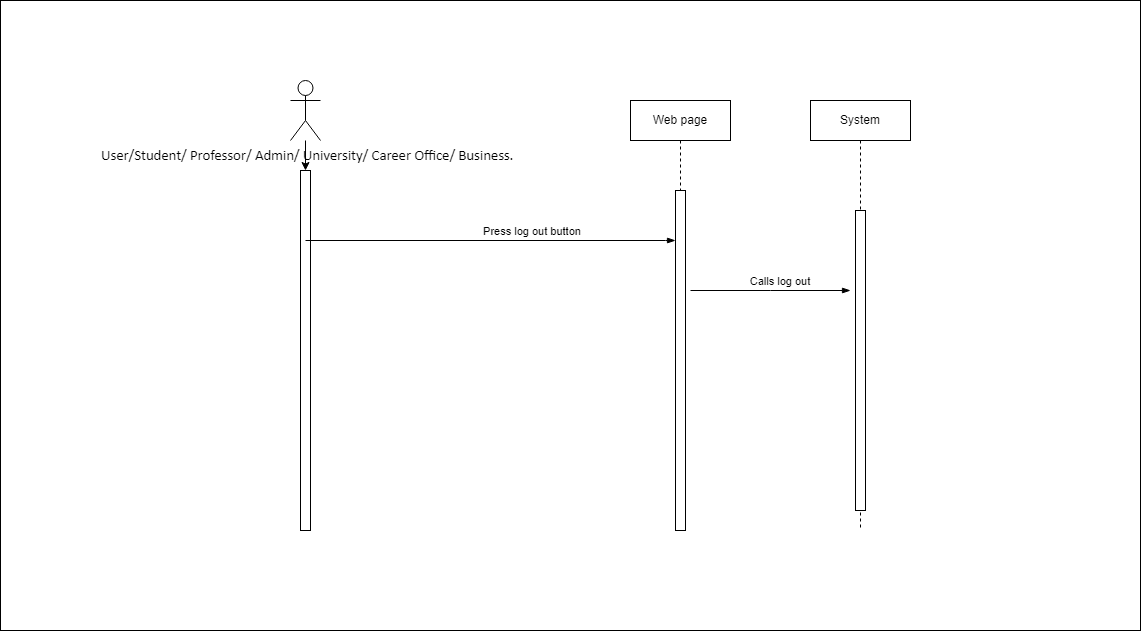 Web page
System
User/Student/ Professor/ Admin/ University/ Career Office/ Business.
Press log out button
Calls log out